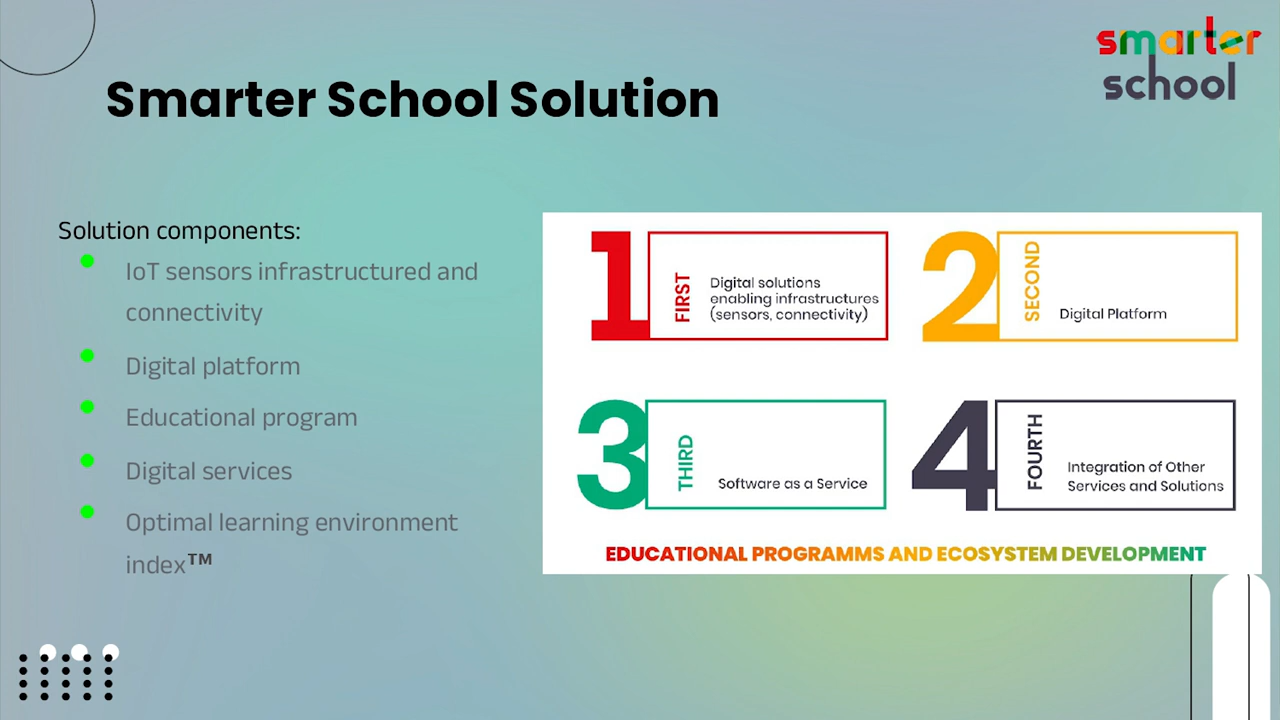 smarter
school
Smarter School Solution
Solution components:
IoT sensors infrastructured and
connectivity
Digital platform
Educational program
Digital services
Optimal learning environment
index™
1
FIRST
Digital solutions
enabling infrastructures
(sensors, connectivity)
2
SECOND
Digital Platform
3
THIRD
Software as a Service
4
FOURTH
Integration of Other
Services and Solutions
EDUCATIONAL PROGRAMMS AND ECOSYSTEM DEVELOPMENT